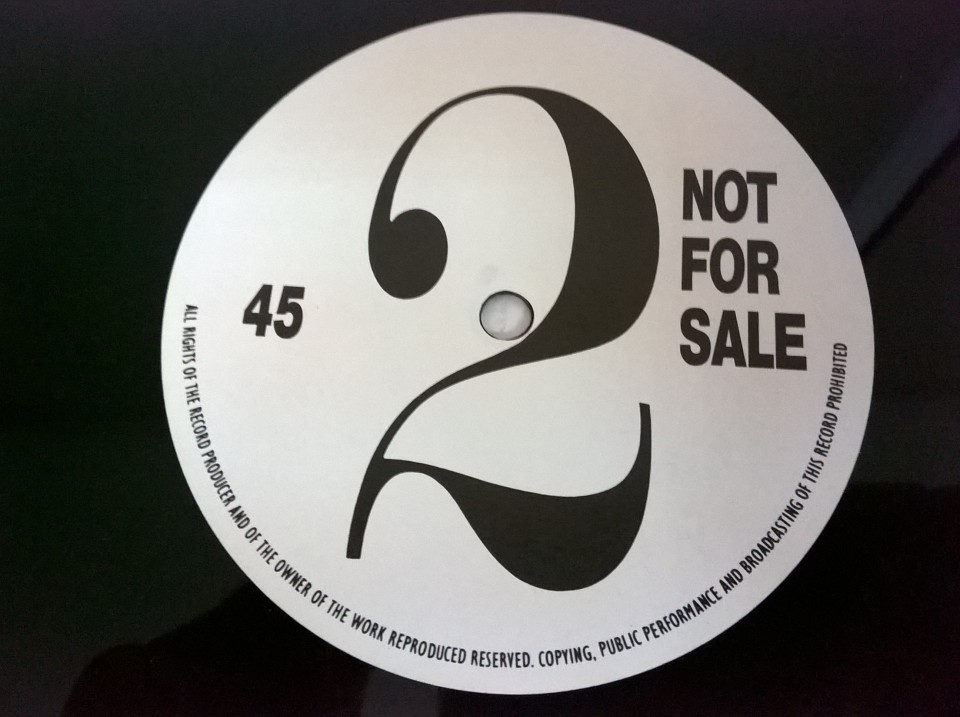 2
45
NOT
FOR
SALE
ALL RIGHTS OF THE RECORD PRODUCER AND OF THE OWNER OF THE WORK REPRODUCED RESERVED. COPYING, PUBLIC PERFORMANCE AND BROADCASTING OF THIS RECORD PROHIBITED